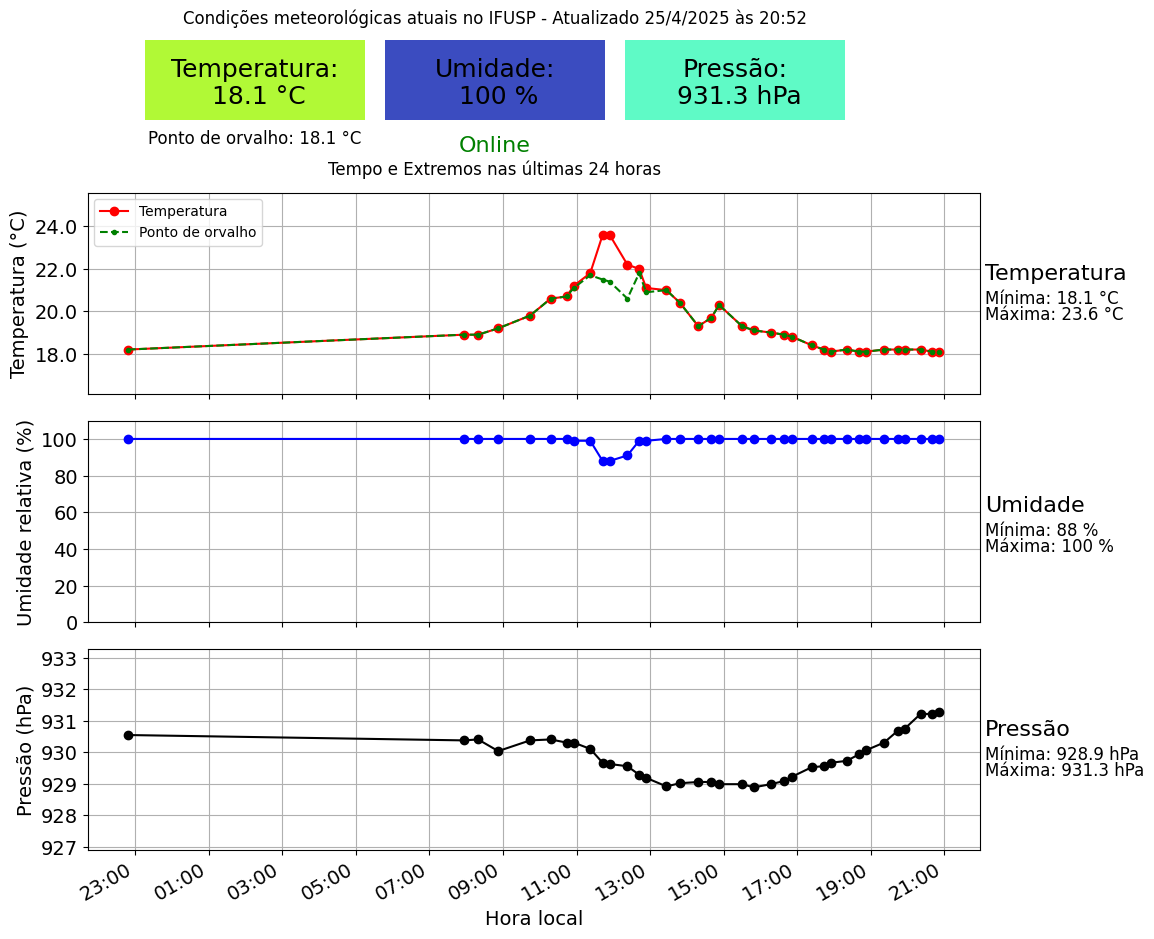 Condições meteorológicas atuais no IFUSP - Atualizado 25/4/2025 às 20:52
Temperatura:
18.1 °C
Umidade:
100 %
Pressão:
931.3 hPa
Ponto de orvalho: 18.1 °C
Online
Tempo e Extremos nas últimas 24 horas
Temperatura (°C)
24.0
22.0
20.0
18.0
Temperatura
Ponto de orvalho
Temperatura
Mínima: 18.1 °C
Máxima: 23.6 °C
Umidade relativa (%)
100
80
60
40
20
0
Umidade
Mínima: 88 %
Máxima: 100 %
Pressão (hPa)
933
932
931
930
929
928
927
Pressão
Mínima: 928.9 hPa
Máxima: 931.3 hPa
23:00
01:00
03:00
05:00
07:00
09:00
11:00
13:00
15:00
17:00
19:00
21:00
Hora local